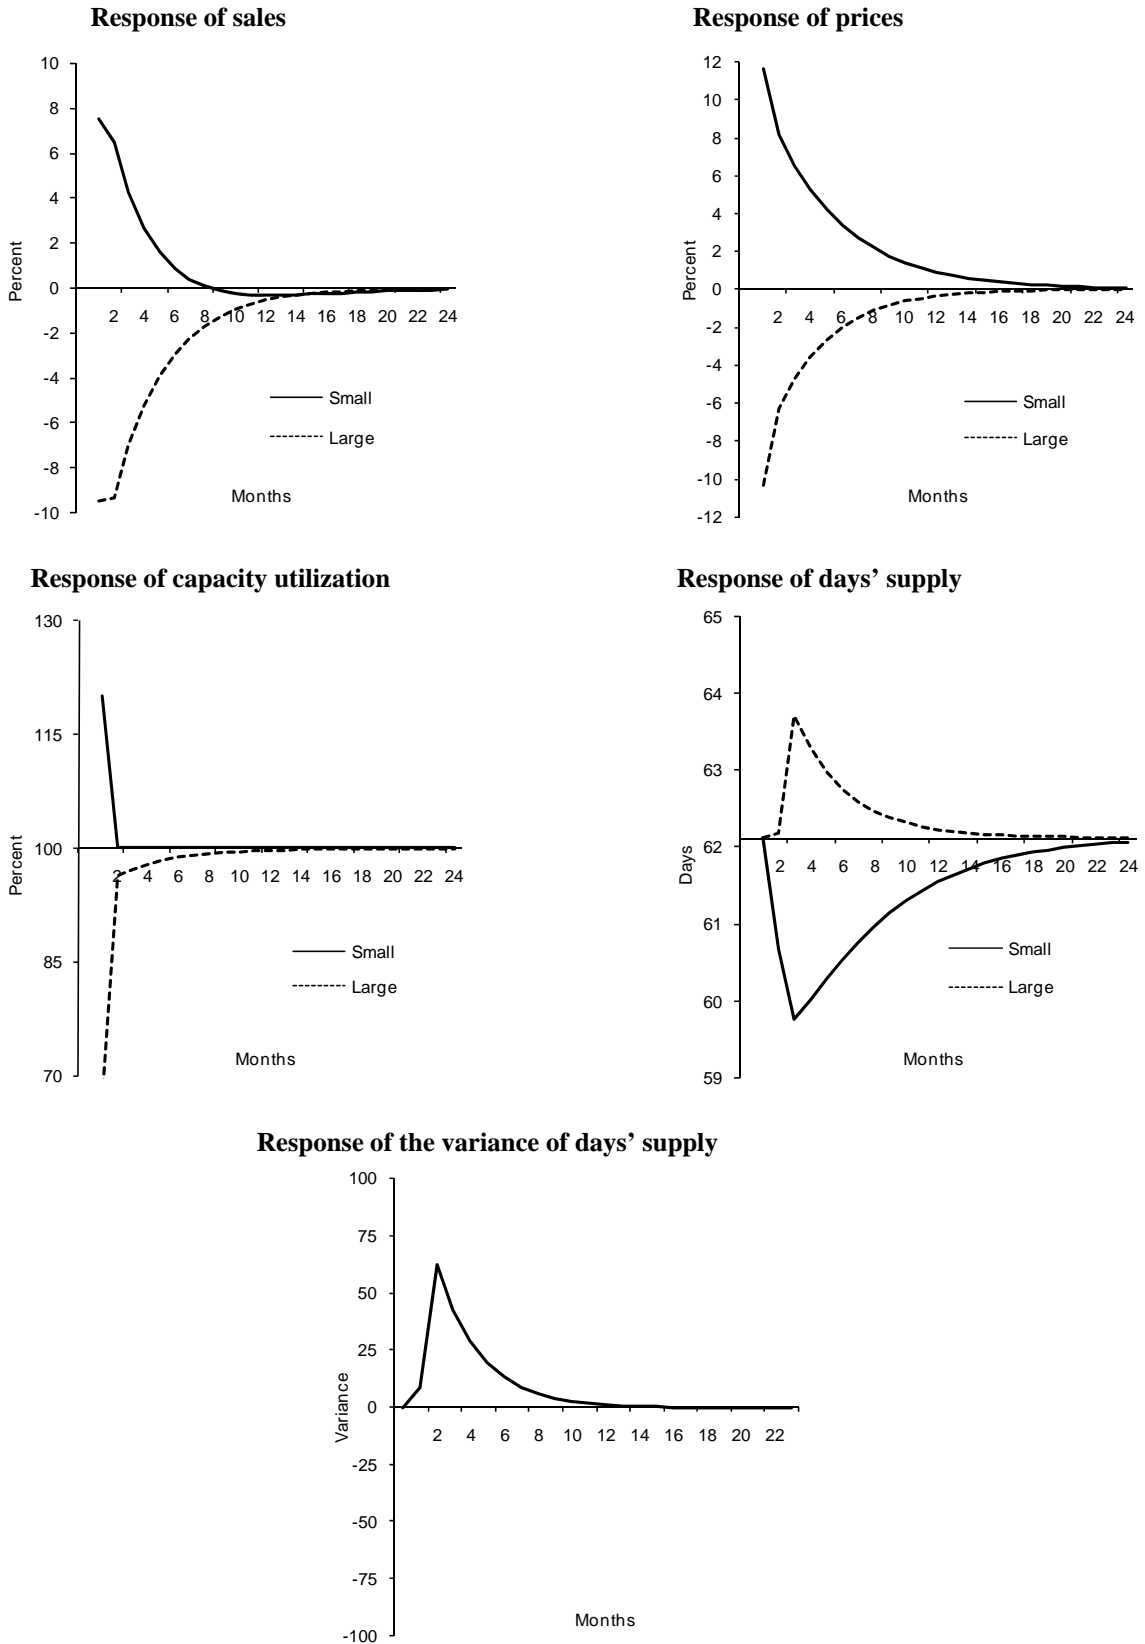 Response of sales
10
8
6
4
2
0
-2
-4
-6
-8
-10
Percent
2 4 6 8 10 12 14 16 18 20 22 24
Small
Large
Months
Response of prices
12
10
8
6
4
2
0
-2
-4
-6
-8
-10
-12
Percent
2 4 6 8 10 12 14 16 18 20 22 24
Small
Large
Months
Response of capacity utilization
130
115
100
85
70
Percent
2 4 6 8 10 12 14 16 18 20 22 24
Small
Large
Months
Response of days’ supply
65
64
63
62
61
60
59
Days
2 4 6 8 10 12 14 16 18 20 22 24
Small
Large
Months
Response of the variance of days’ supply
100
75
50
25
0
-25
-50
-75
-100
Variance
2 4 6 8 10 12 14 16 18 20 22
Months